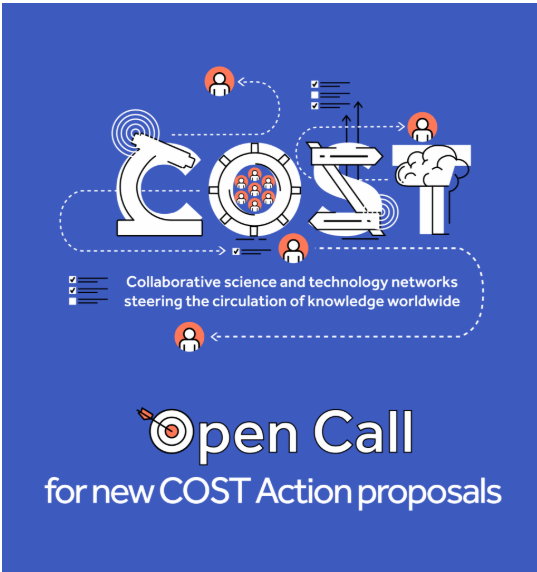 COST
Collaborative science and technology networks
steering the circulation of knowledge worldwide
Open Call
for new COST Action proposals